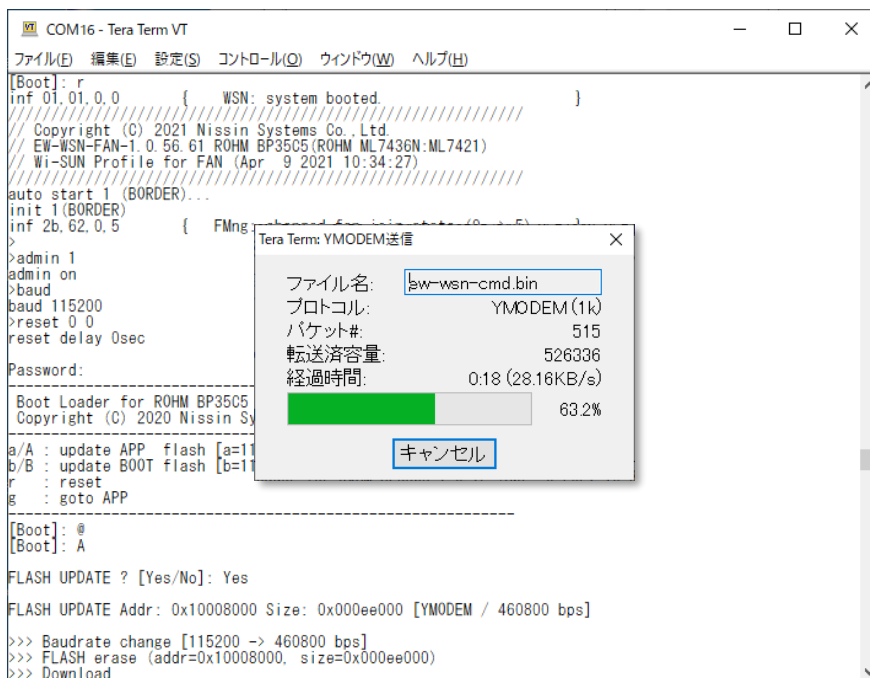 COM16 - Tera Term VT
ファイル(F) 編集(E) 設定(S) コントロール(O) ウィンドウ(W) ヘルプ(H)
[Boot]: r
inf 01,01,0,0 { WSN: system booted. }
////////////////////////////////////////////////////////////////
// Copyright (C) 2021 Nissin Systems Co.,Ltd.
// EW-WSN-FAN-1.0.56.61 ROHM BP35C5(ROHM ML7436N:ML7421)
// Wi-SUN Profile for FAN (Apr 9 2021 10:34:27)
////////////////////////////////////////////////////////////////
auto start 1 (BORDER)...
init 1(BORDER)
inf 2b,62,0,5 { FMng:
>
>admin 1
admin on
>baud
baud 115200
>reset 0 0
reset delay 0sec
Password:
----------------------------------------------------------------
Boot Loader for ROHM BP35C5
Copyright (C) 2020 Nissin Sy
----------------------------------------------------------------
a/A : update APP flash [a=11
b/B : update BOOT flash [b=11
r : reset
g : goto APP
----------------------------------------------------------------
[Boot]: @
[Boot]: A
FLASH UPDATE ? [Yes/No]: Yes
FLASH UPDATE Addr: 0x10008000 Size: 0x000ee000 [YMODEM / 460800 bps]
>>> Baudrate change [115200 -> 460800 bps]
>>> FLASH erase (addr=0x10008000, size=0x000ee000)
>>> Download
Tera Term: YMODEM送信
ファイル名: ew-wsn-cmd.bin
プロトコル: YMODEM (1k)
パケット#: 515
転送済容量: 526336
経過時間: 0:18 (28.16KB/s)
63.2%
キャンセル